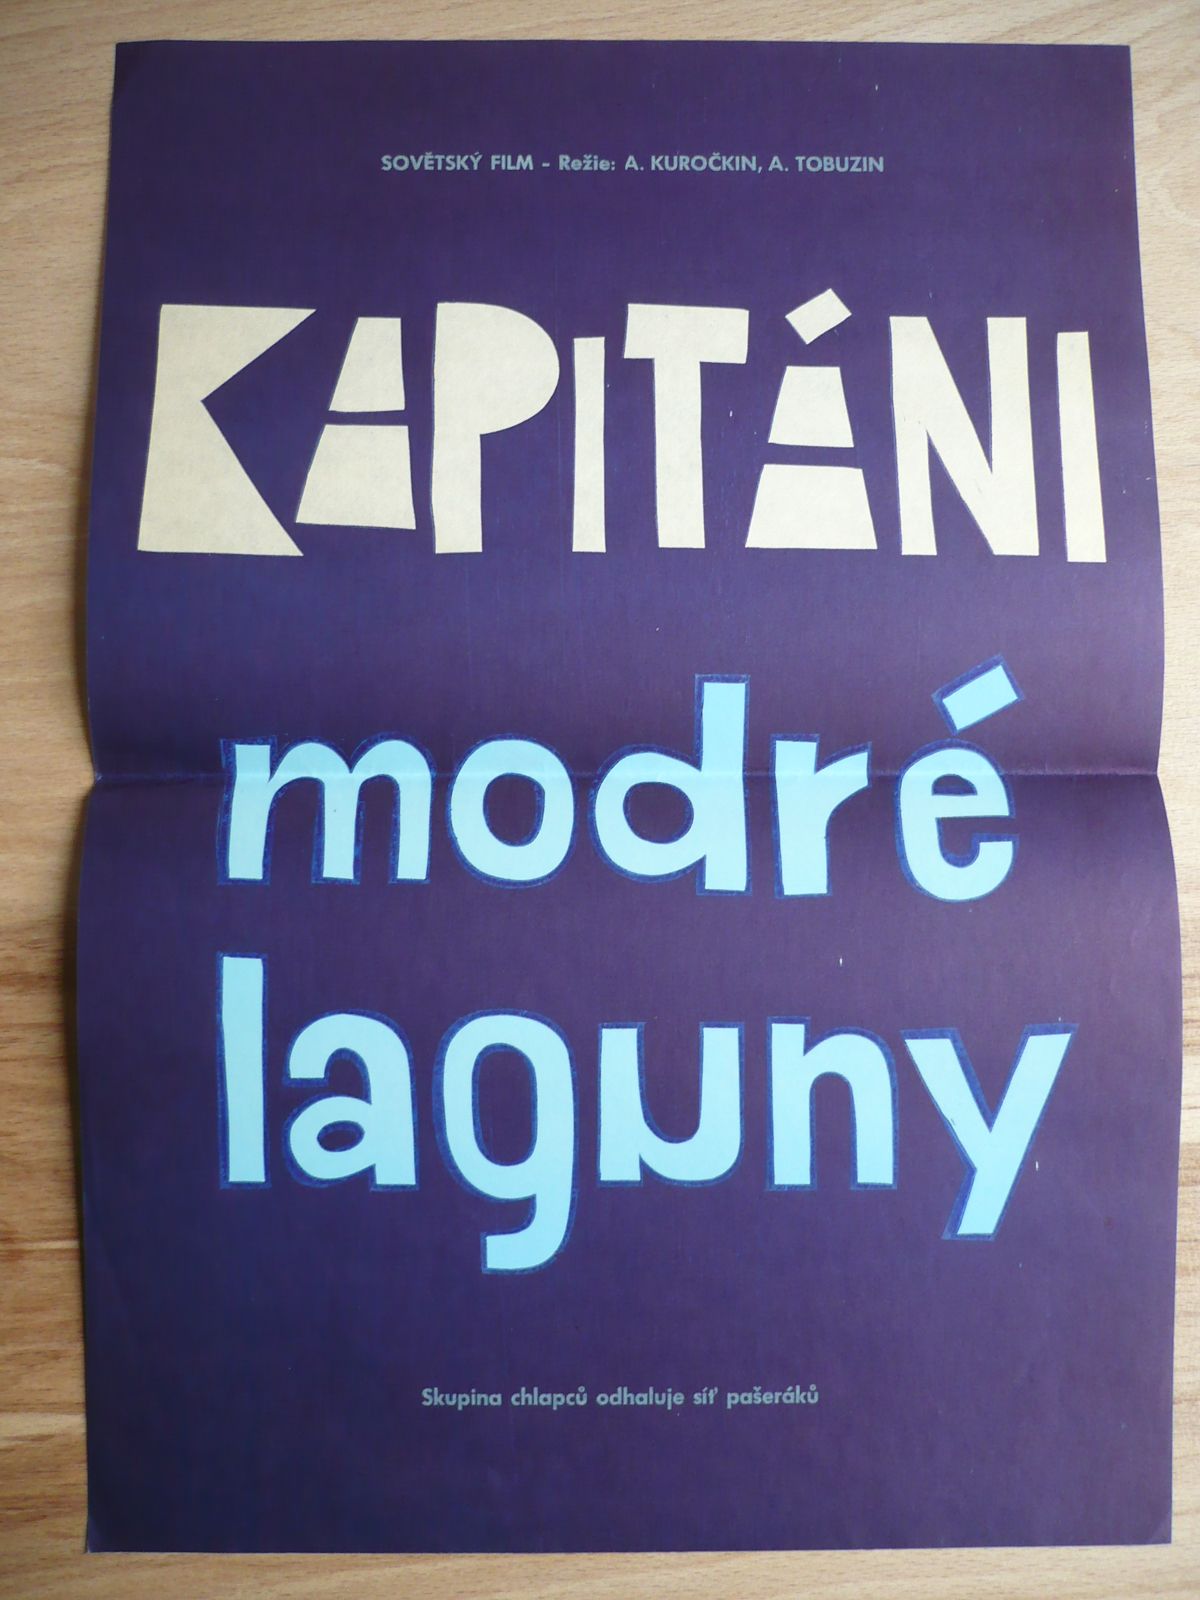 SOVĚTSKÝ FILM - Režie: A. KUROČKIN, A. TOBUZIN
KAPITÁNI
modré
laguny
Skupina chlapců odhaluje síť pašeráků